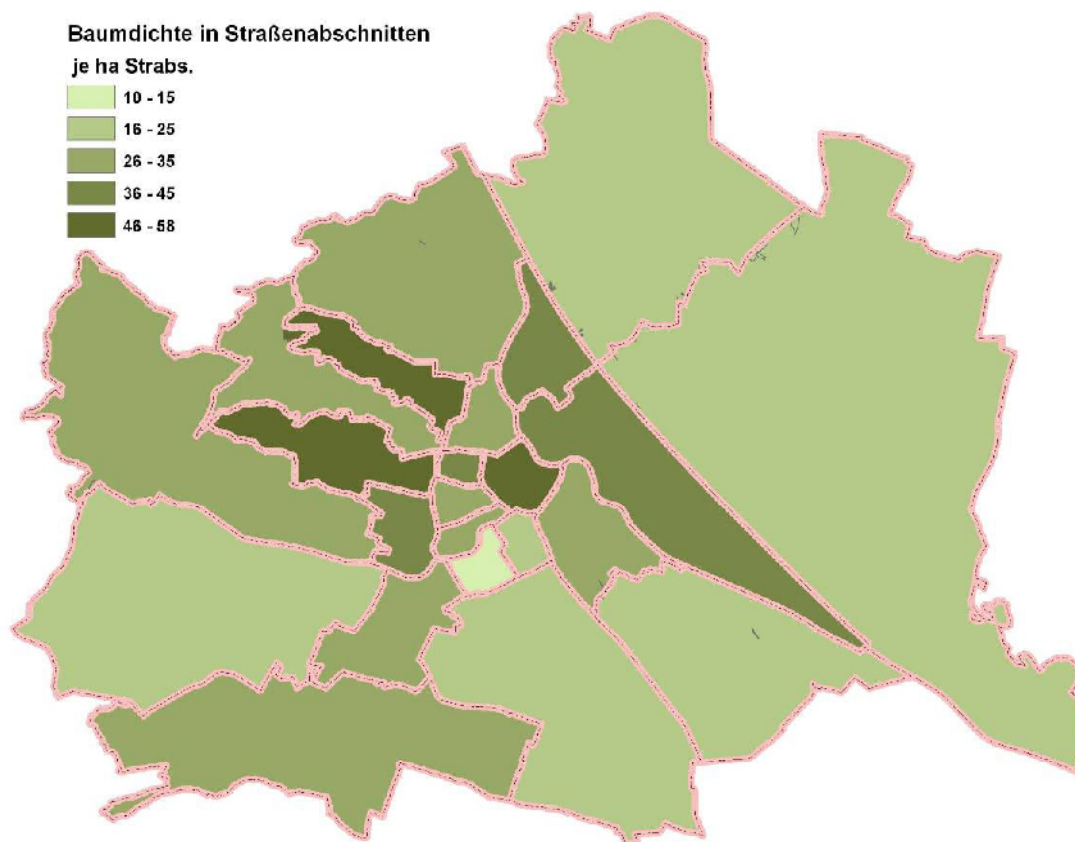 Baumdichte in Straßenabschnitten
je ha Strabs.
10 - 15
16 - 25
26 - 35
36 - 45
46 - 58